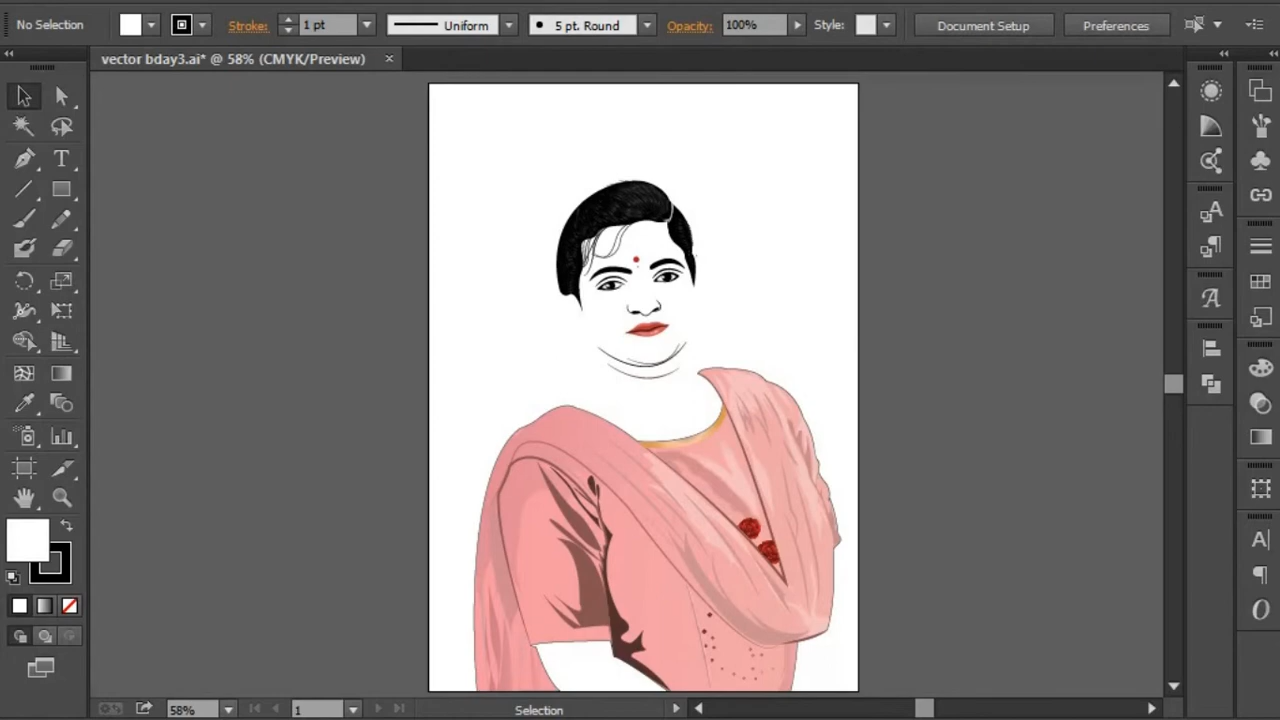 No Selection Stroke: 1 pt Uniform 5 pt. Round Opacity: 100% Style: Document Setup Preferences
vector bday3.ai* @ 58% (CMYK/Preview)
58% 1 Selection